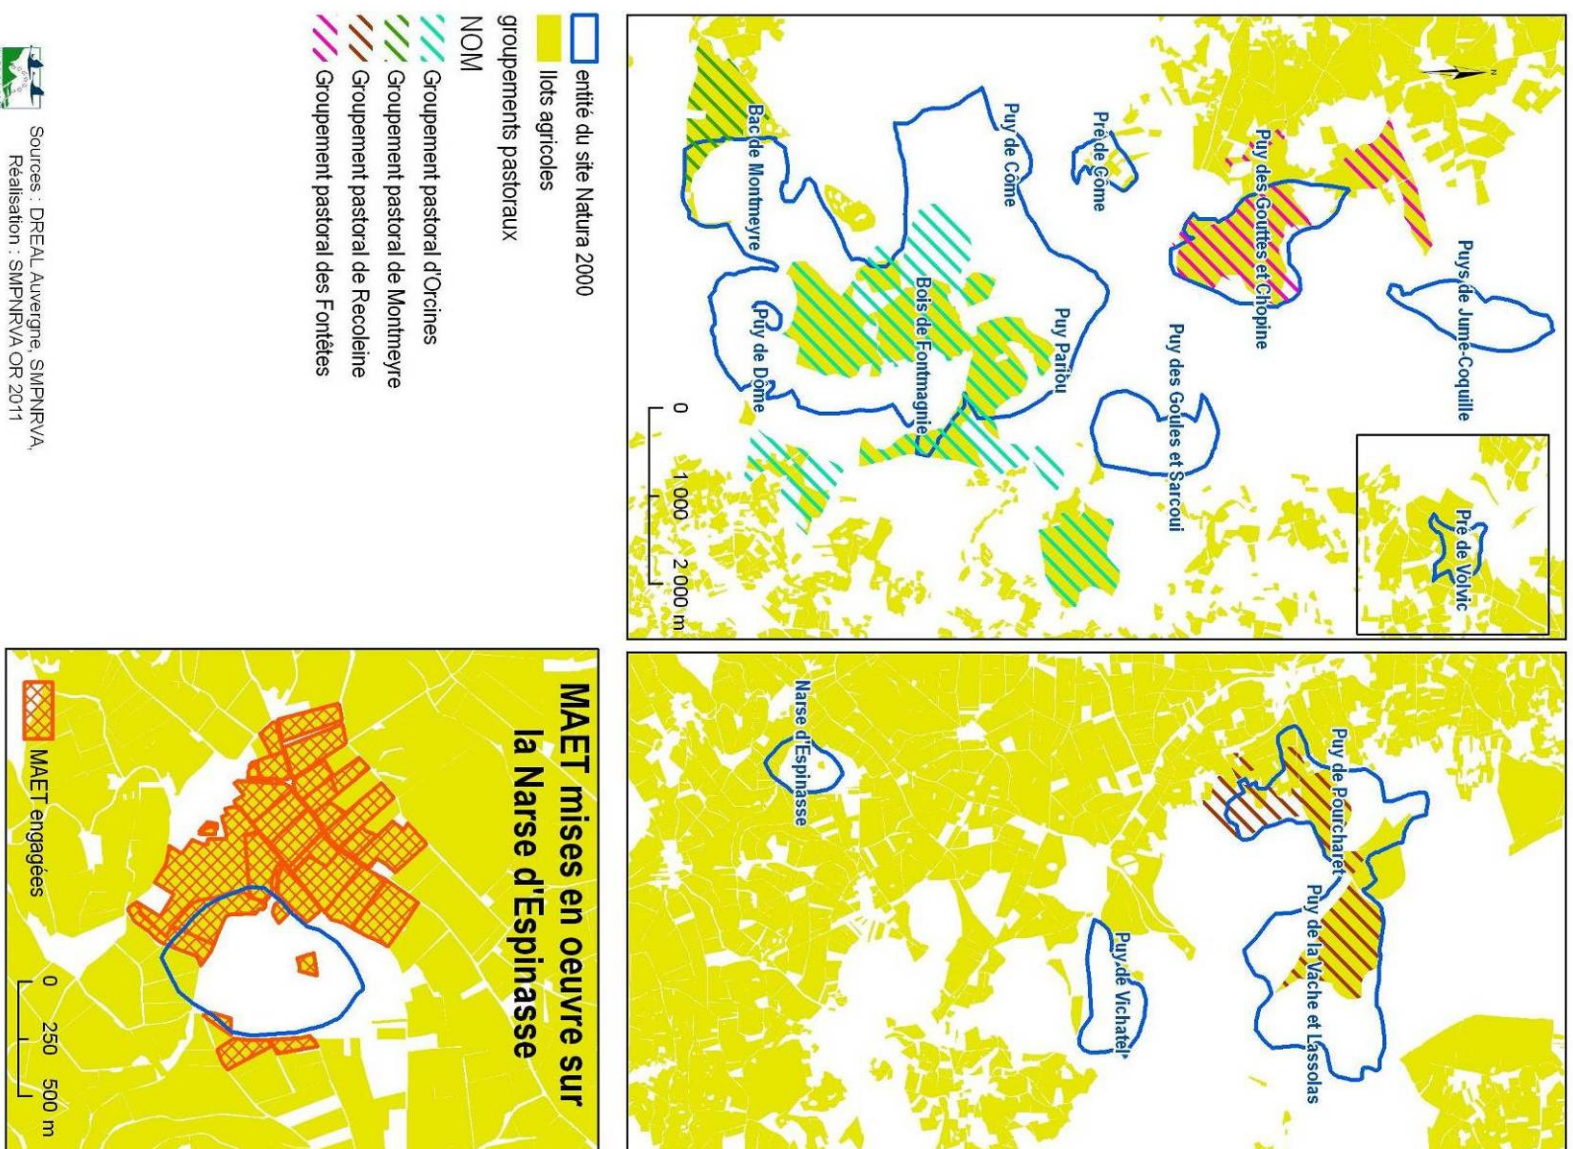 Puys de Jume-Coquille
Pré de Volvic
Puy des Gouttes et Chopine
Puy des Goules et Sarcoui
Pré de Côme
Puy de Côme
Puy Pariou
Bois de Fontmagnie
Bac de Montmeyre
Puy de Dôme
N
0 1 000 2 000 m
Puy de Pourcharet
Puy de la Vache et Lassolas
Puy de Vichatel
Narse d'Espinasse
entité du site Natura 2000
Ilots agricoles
groupements pastoraux
NOM
Groupement pastoral d'Orcines
Groupement pastoral de Montmeyre
Groupement pastoral de Recoleine
Groupement pastoral des Fontêtes
Sources : DREAL Auvergne, SMPNRVA,
Réalisation : SMPNRVA OR 2011
MAET mises en oeuvre sur
la Narse d'Espinasse
MAET engagées
0 250 500 m